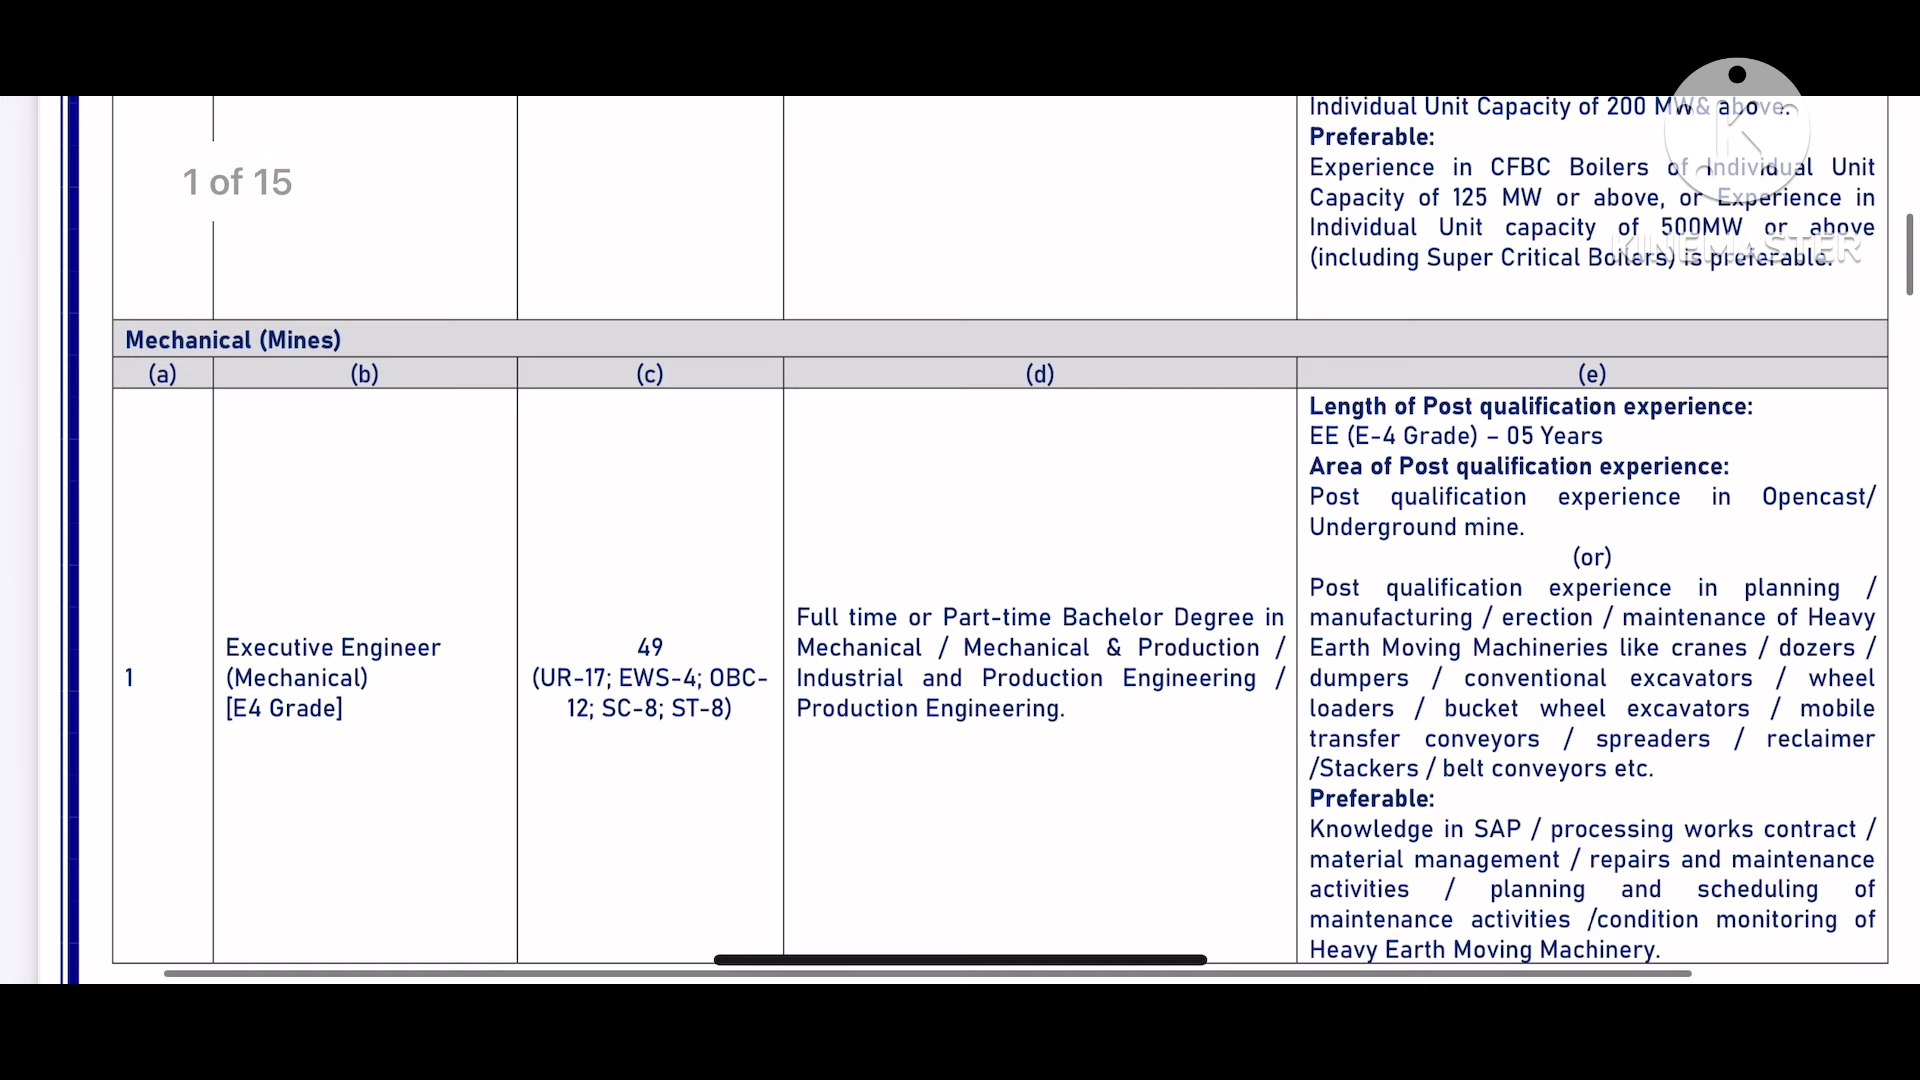 Individual Unit Capacity of 200 MW& above.
Preferable:
Experience in CFBC Boilers of Individual Unit
Capacity of 125 MW or above, or Experience in
Individual Unit capacity of 500MW or above
(including Super Critical Boilers) is preferable.
1 of 15
KINEMASTER
Mechanical (Mines)
(a) (b) (c) (d) (e)
1
Executive Engineer
(Mechanical)
[E4 Grade]
49
(UR-17; EWS-4; OBC-
12; SC-8; ST-8)
Full time or Part-time Bachelor Degree in
Mechanical / Mechanical & Production /
Industrial and Production Engineering /
Production Engineering.
Length of Post qualification experience:
EE (E-4 Grade) – 05 Years
Area of Post qualification experience:
Post qualification experience in Opencast/
Underground mine.
(or)
Post qualification experience in planning /
manufacturing / erection / maintenance of Heavy
Earth Moving Machineries like cranes / dozers /
dumpers / conventional excavators / wheel
loaders / bucket wheel excavators / mobile
transfer conveyors / spreaders / reclaimer
/Stackers / belt conveyors etc.
Preferable:
Knowledge in SAP / processing works contract /
material management / repairs and maintenance
activities / planning and scheduling of
maintenance activities /condition monitoring of
Heavy Earth Moving Machinery.